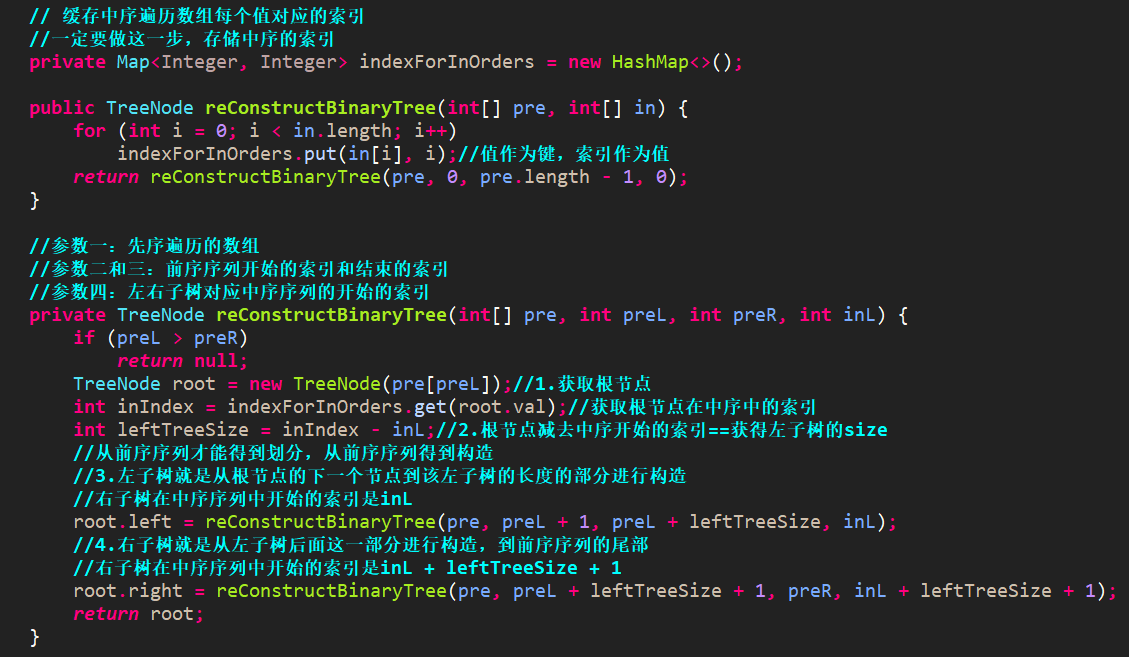 // 缓存中序遍历数组每个值对应的索引
//一定要做这一步，存储中序的索引
private Map<Integer, Integer> indexForInOrders = new HashMap<>();
public TreeNode reConstructBinaryTree(int[] pre, int[] in) {
for (int i = 0; i < in.length; i++)
indexForInOrders.put(in[i], i);//值作为键，索引作为值
return reConstructBinaryTree(pre, 0, pre.length - 1, 0);
}
//参数一：先序遍历的数组
//参数二和三：前序序列开始的索引和结束的索引
//参数四：左右子树对应中序序列的开始的索引
private TreeNode reConstructBinaryTree(int[] pre, int preL, int preR, int inL) {
if (preL > preR)
return null;
TreeNode root = new TreeNode(pre[preL]);//1.获取根节点
int inIndex = indexForInOrders.get(root.val);//获取根节点在中序中的索引
int leftTreeSize = inIndex - inL;//2.根节点减去中序开始的索引==获得左子树的size
//从前序序列才能得到划分，从前序序列得到构造
//3.左子树就是从根节点的下一个节点到该左子树的长度的部分进行构造
//右子树在中序序列中开始的索引是inL
root.left = reConstructBinaryTree(pre, preL + 1, preL + leftTreeSize, inL);
//4.右子树就是从左子树后面这一部分进行构造，到前序序列的尾部
//右子树在中序序列中开始的索引是inL + leftTreeSize + 1
root.right = reConstructBinaryTree(pre, preL + leftTreeSize + 1, preR, inL + leftTreeSize + 1);
return root;
}